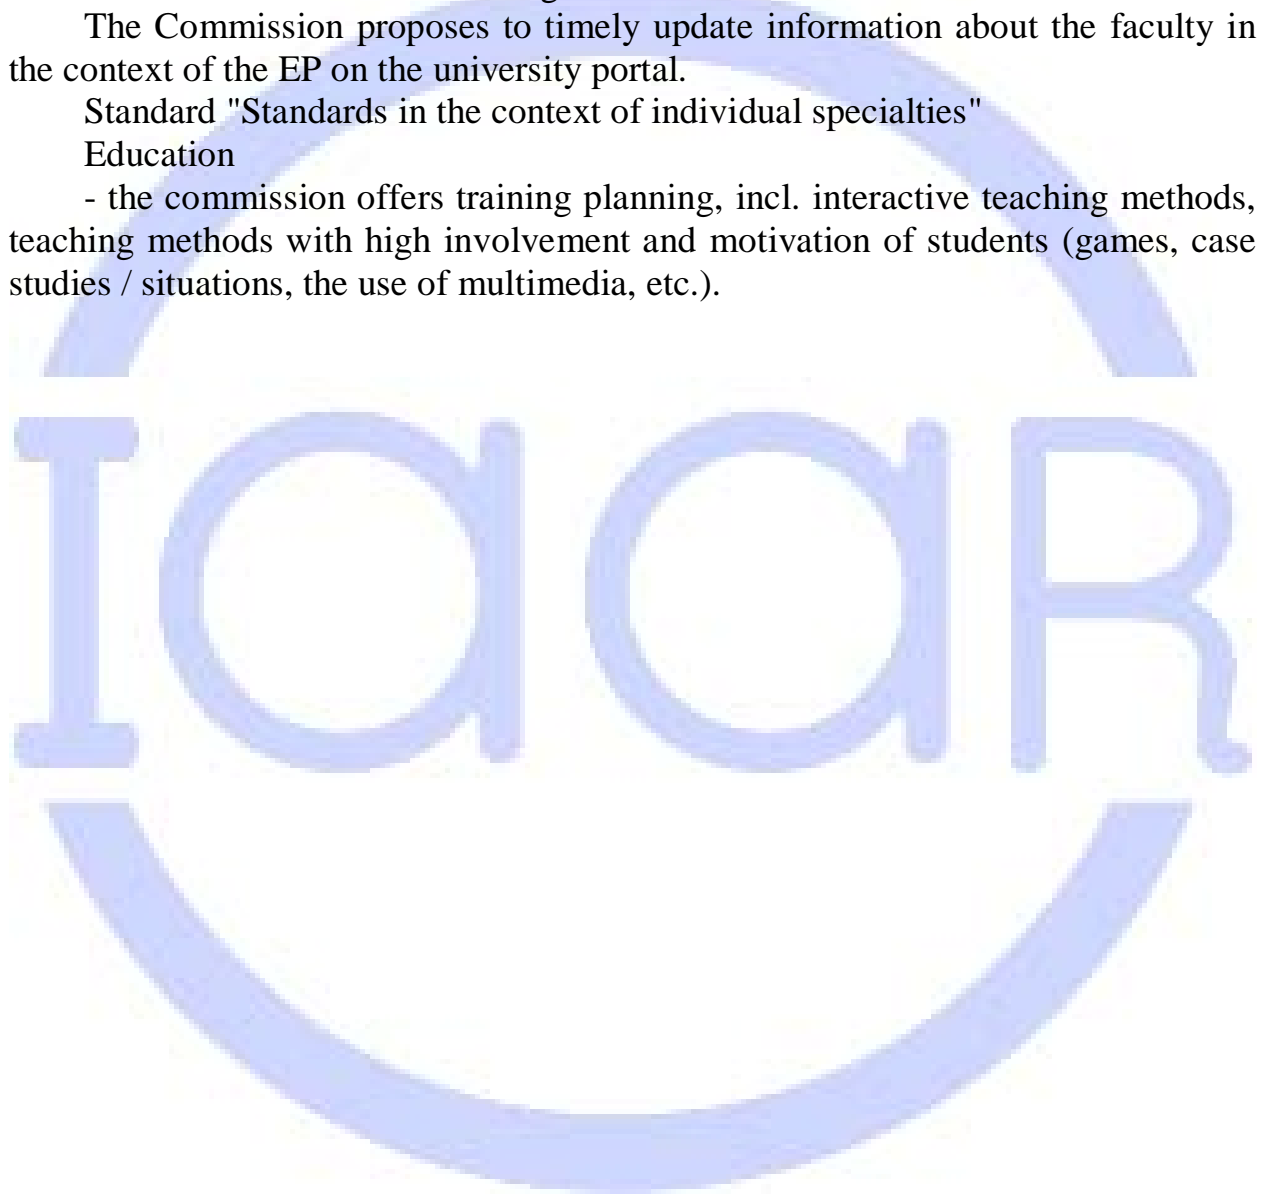 The Commission proposes to timely update information about the faculty in
the context of the EP on the university portal.
Standard "Standards in the context of individual specialties"
Education
- the commission offers training planning, incl. interactive teaching methods,
teaching methods with high involvement and motivation of students (games, case
studies / situations, the use of multimedia, etc.).
IaaR